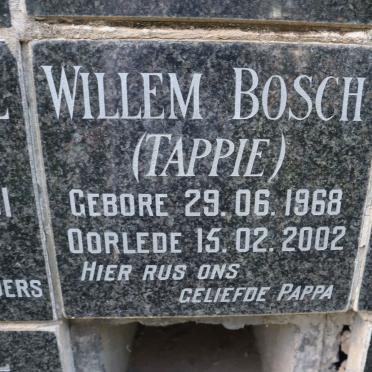 WILLEM BOSCH
(TAPPIE)
GEBORE 29. 06. 1968
OORLEDE 15. 02. 2002
HIER RUS ONS
GELIEFDE PAPPA